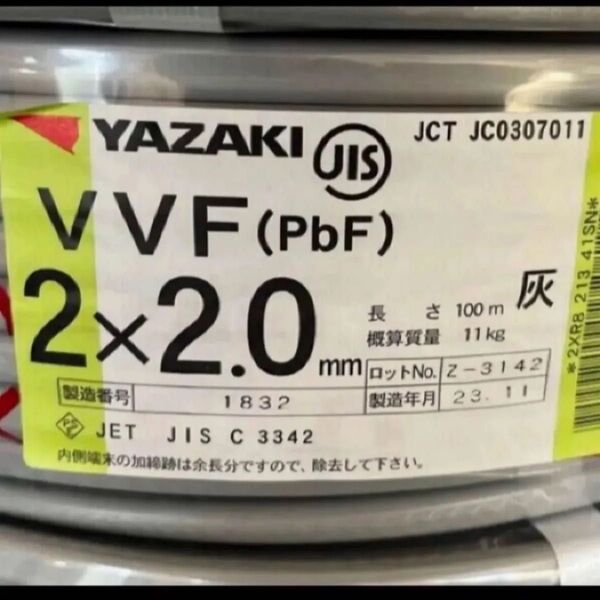 YAZAKI JIS JCT JC0307011
VVF(PbF)
2×2.0mm
長さ 100m 灰
概算質量 11kg
ロットNo. Z-3142
製造番号 1832 製造年月 23.11
PSE JET JIS C 3342
内側端末の加締跡は余長分ですので、除去して下さい。
*2XR8 213 41SN*